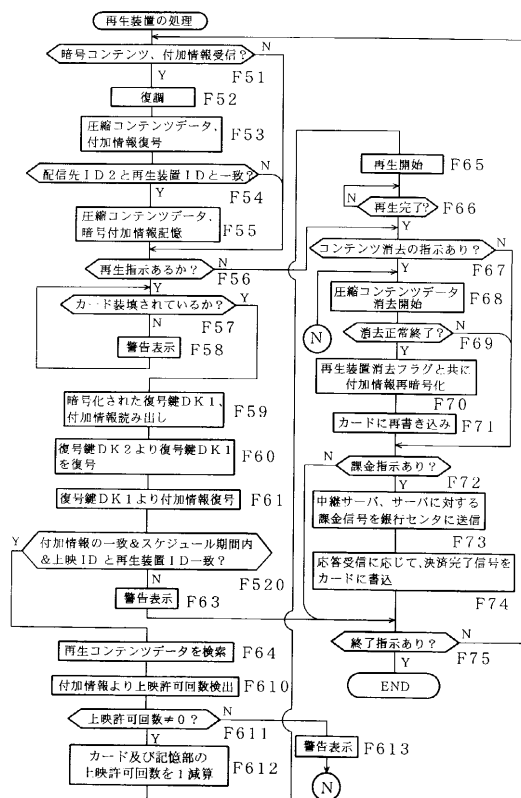 再生装置の処理
暗号コンテンツ、付加情報受信？
N
Y
F51
復調
F52
圧縮コンテンツデータ、
付加情報復号
F53
配信先ID2と再生装置IDと一致？
N
Y
F54
圧縮コンテンツデータ、
暗号付加情報記憶
F55
再生指示あるか？
N
Y
F56
カード装填されているか？
Y
N
F57
警告表示
F58
暗号化された復号鍵DK1、
付加情報読み出し
F59
復号鍵DK2より復号鍵DK1
を復号
F60
復号鍵DK1より付加情報復号
F61
付加情報の一致＆スケジュール期間内
＆上映IDと再生装置ID一致？
Y
N
F520
警告表示
F63
再生コンテンツデータを検索
F64
付加情報より上映許可回数検出
F610
上映許可回数≠0？
N
Y
F611
カード及び記憶部の
上映許可回数を1減算
F612
警告表示
F613
N
再生開始
F65
再生完了？
N
Y
F66
コンテンツ消去の指示あり？
N
Y
F67
圧縮コンテンツデータ
消去開始
F68
N
消去正常終了？
N
Y
F69
再生装置消去フラグと共に
付加情報再暗号化
F70
カードに再書き込み
F71
課金指示あり？
N
Y
F72
中継サーバ、サーバに対する
課金信号を銀行センタに送信
F73
応答受信に応じて、決済完了信号を
カードに書込
F74
終了指示あり？
N
Y
F75
END